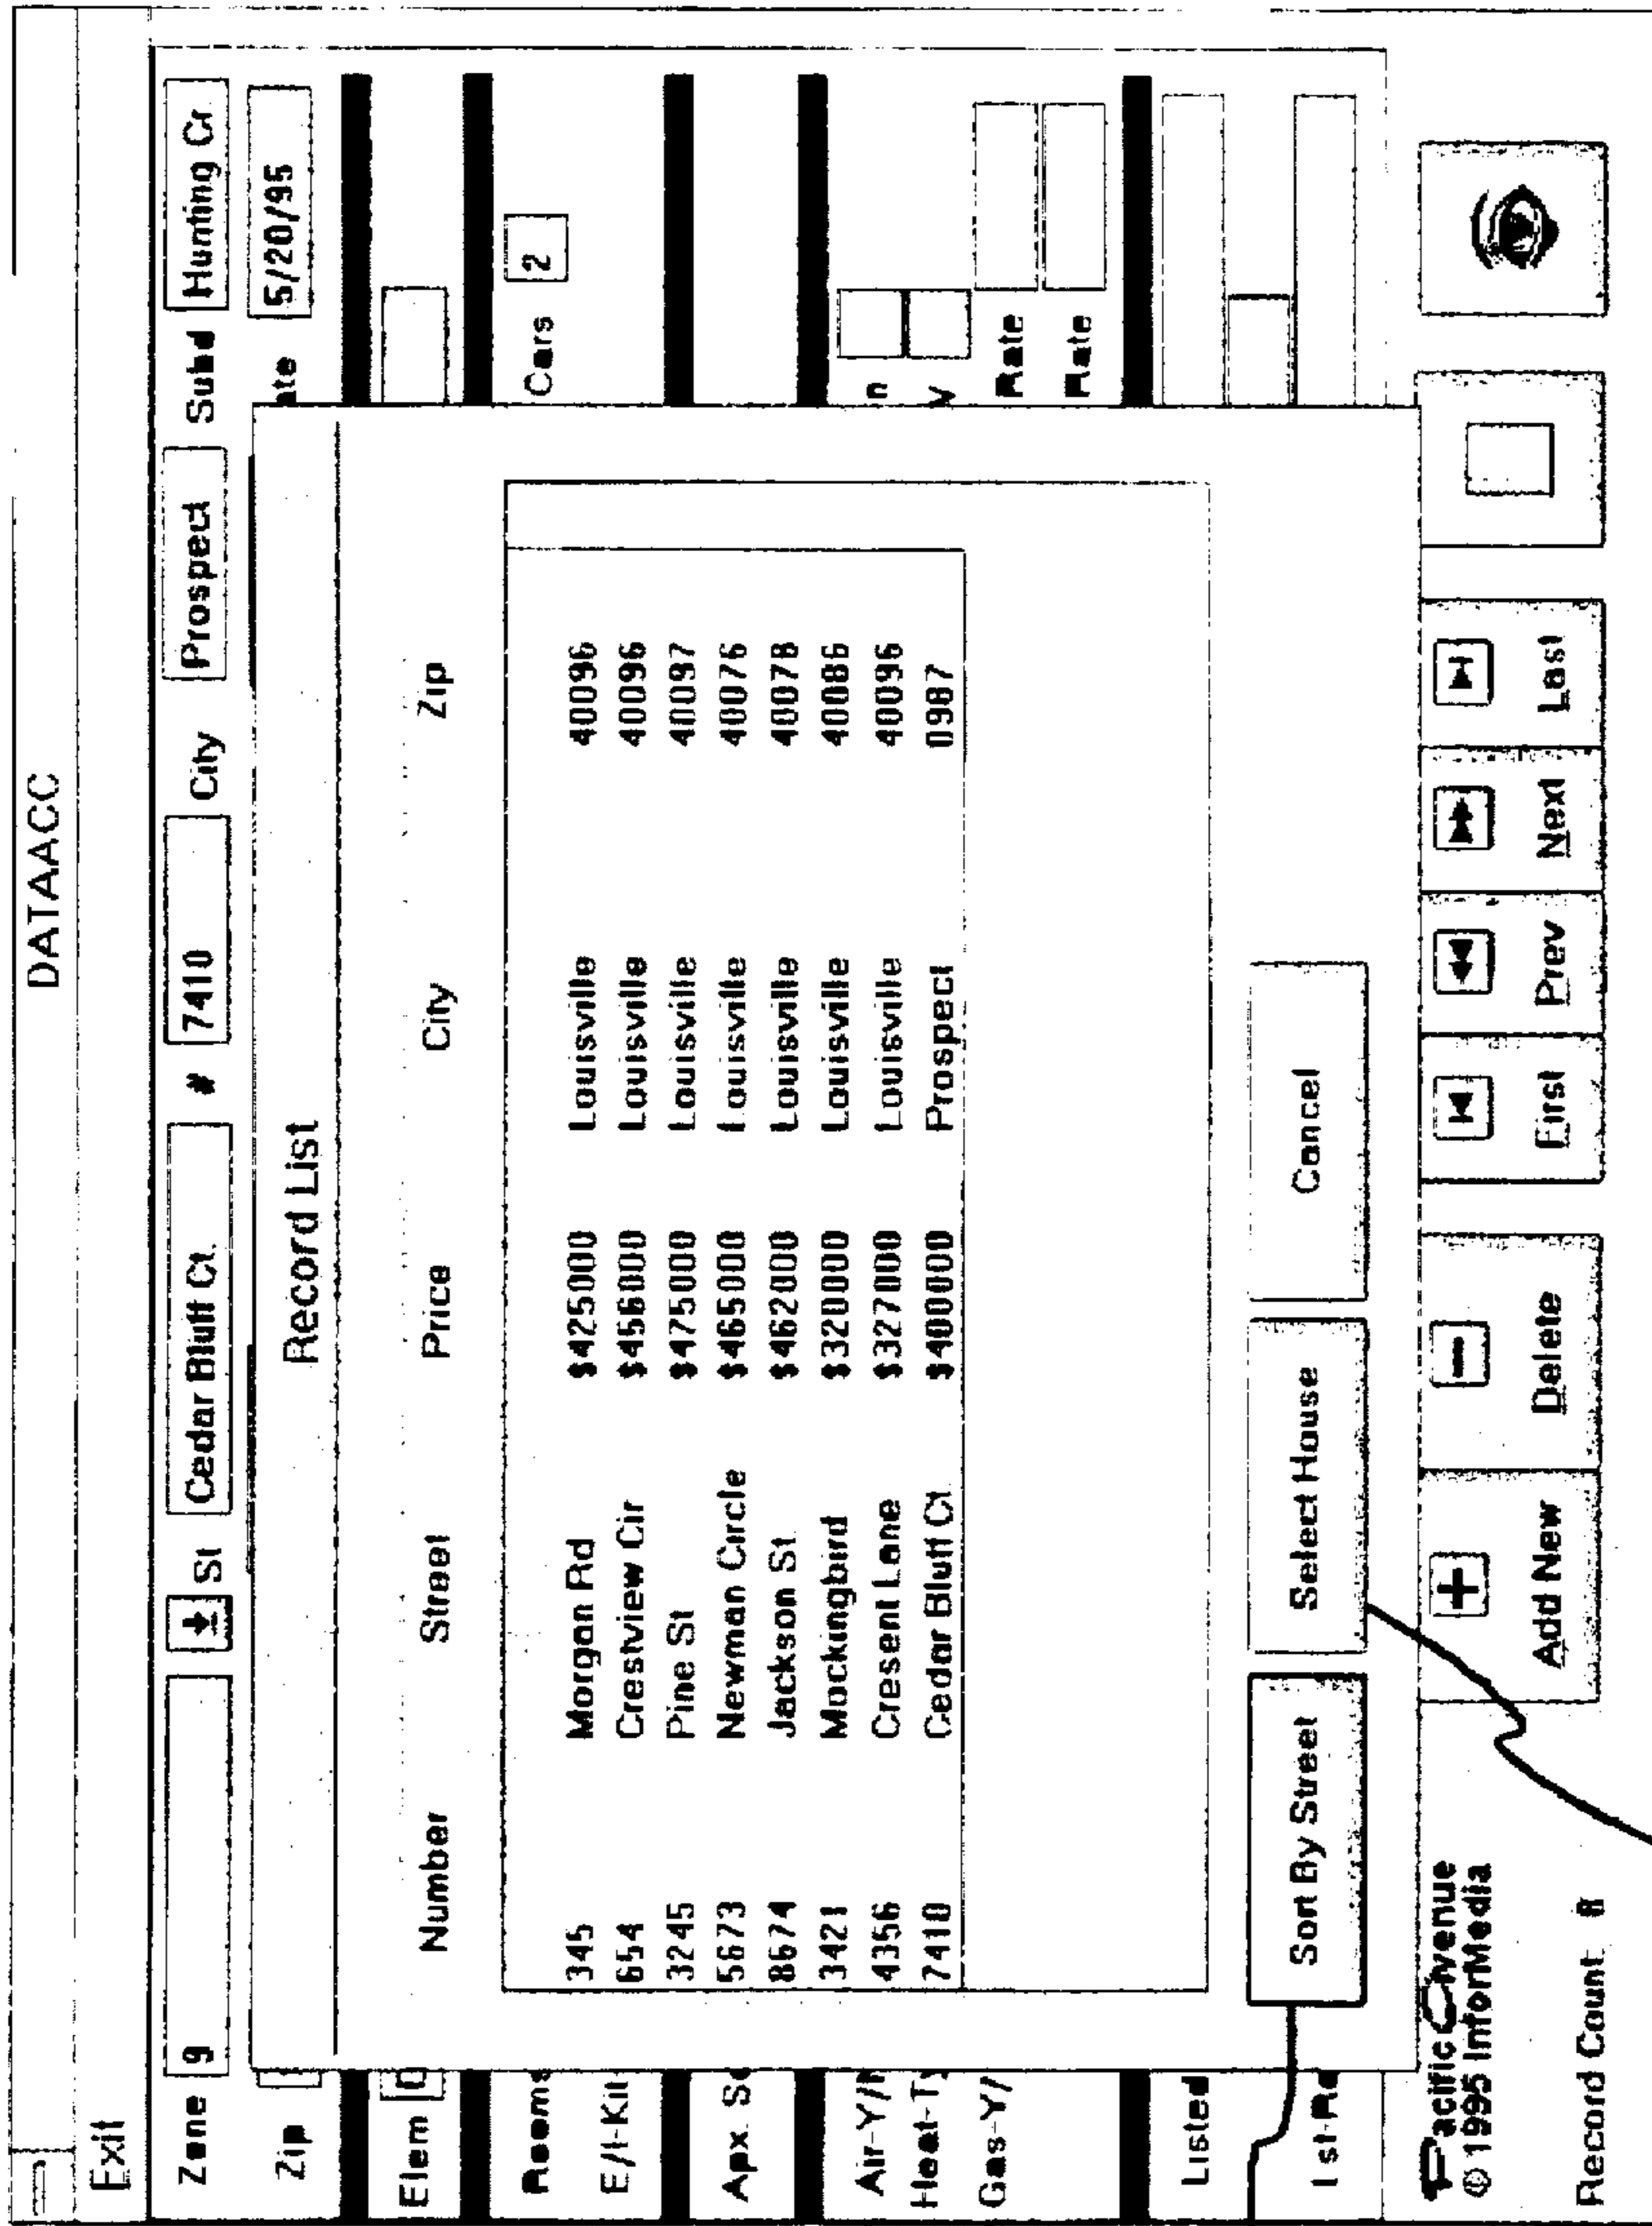 DATAACC
Exit
Zone 9 St Cedar Bluff Ct. # 7410 City Prospect Subd Hunting Cr
Zip ate 5/20/95
Record List
Number Street Price City Zip
345 Morgan Rd $425000 Louisville 40096
654 Crestview Cir $456000 Louisville 40096
3245 Pine St $475000 Louisville 40097
5673 Newman Circle $465000 Louisville 40076
8674 Jackson St $462000 Louisville 40078
3421 Mockingbird $320000 Louisville 40086
4356 Cresent Lane $327000 Louisville 40096
7410 Cedar Bluff Ct $400000 Prospect 0987
Elem
Rooms Cars 2
E/I-Kit
Apx. S
Air-Y/ n
Heat-Ty y
Gas-Y/ Rate
Rate
Listed
1st-Re
Sort By Street Select House Cancel
Pacific Avenue
© 1995 InforMedia
Record Count 8
Add New Delete First Prev Next Last